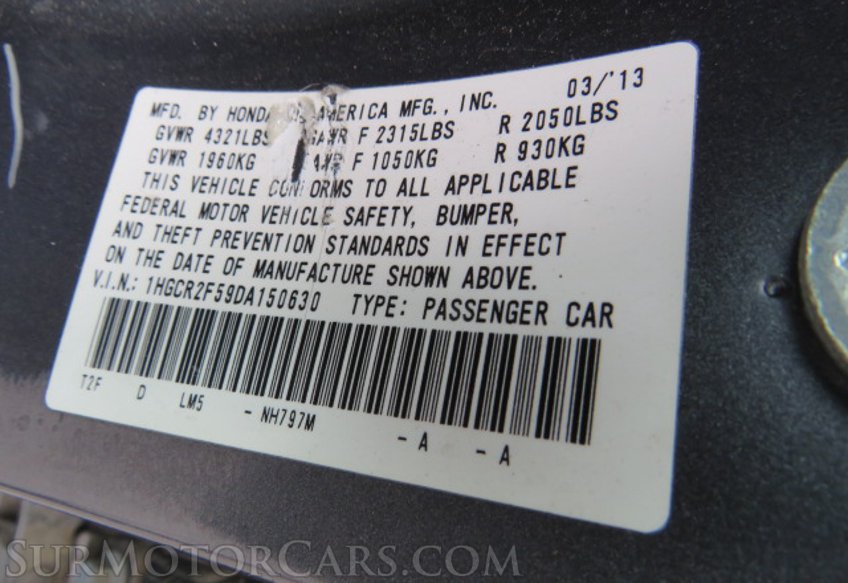 03/'13
MFD. BY HONDA OF AMERICA MFG., INC.
GVWR 4321LBS GAWR F 2315LBS R 2050LBS
GVWR 1960KG GAWR F 1050KG R 930KG
THIS VEHICLE CONFORMS TO ALL APPLICABLE
FEDERAL MOTOR VEHICLE SAFETY, BUMPER,
AND THEFT PREVENTION STANDARDS IN EFFECT
ON THE DATE OF MANUFACTURE SHOWN ABOVE.
V.I.N.: 1HGCR2F59DA150630 TYPE: PASSENGER CAR
T2F D LM5 - NH797M - A - A
SURMOTORCARS.COM